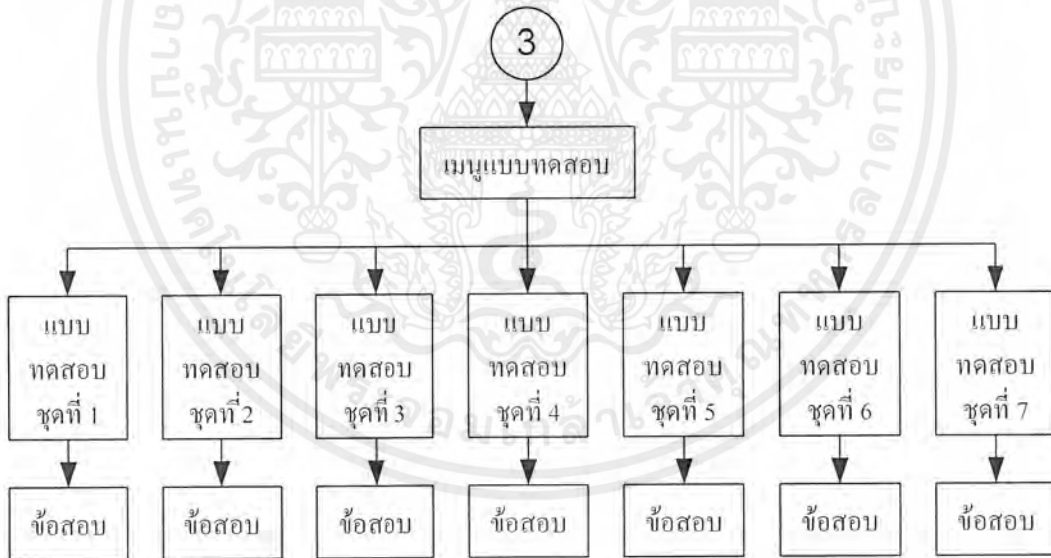 3
เมนูแบบทดสอบ
แบบ
ทดสอบ
ชุดที่ 1
แบบ
ทดสอบ
ชุดที่ 2
แบบ
ทดสอบ
ชุดที่ 3
แบบ
ทดสอบ
ชุดที่ 4
แบบ
ทดสอบ
ชุดที่ 5
แบบ
ทดสอบ
ชุดที่ 6
แบบ
ทดสอบ
ชุดที่ 7
ข้อสอบ
ข้อสอบ
ข้อสอบ
ข้อสอบ
ข้อสอบ
ข้อสอบ
ข้อสอบ